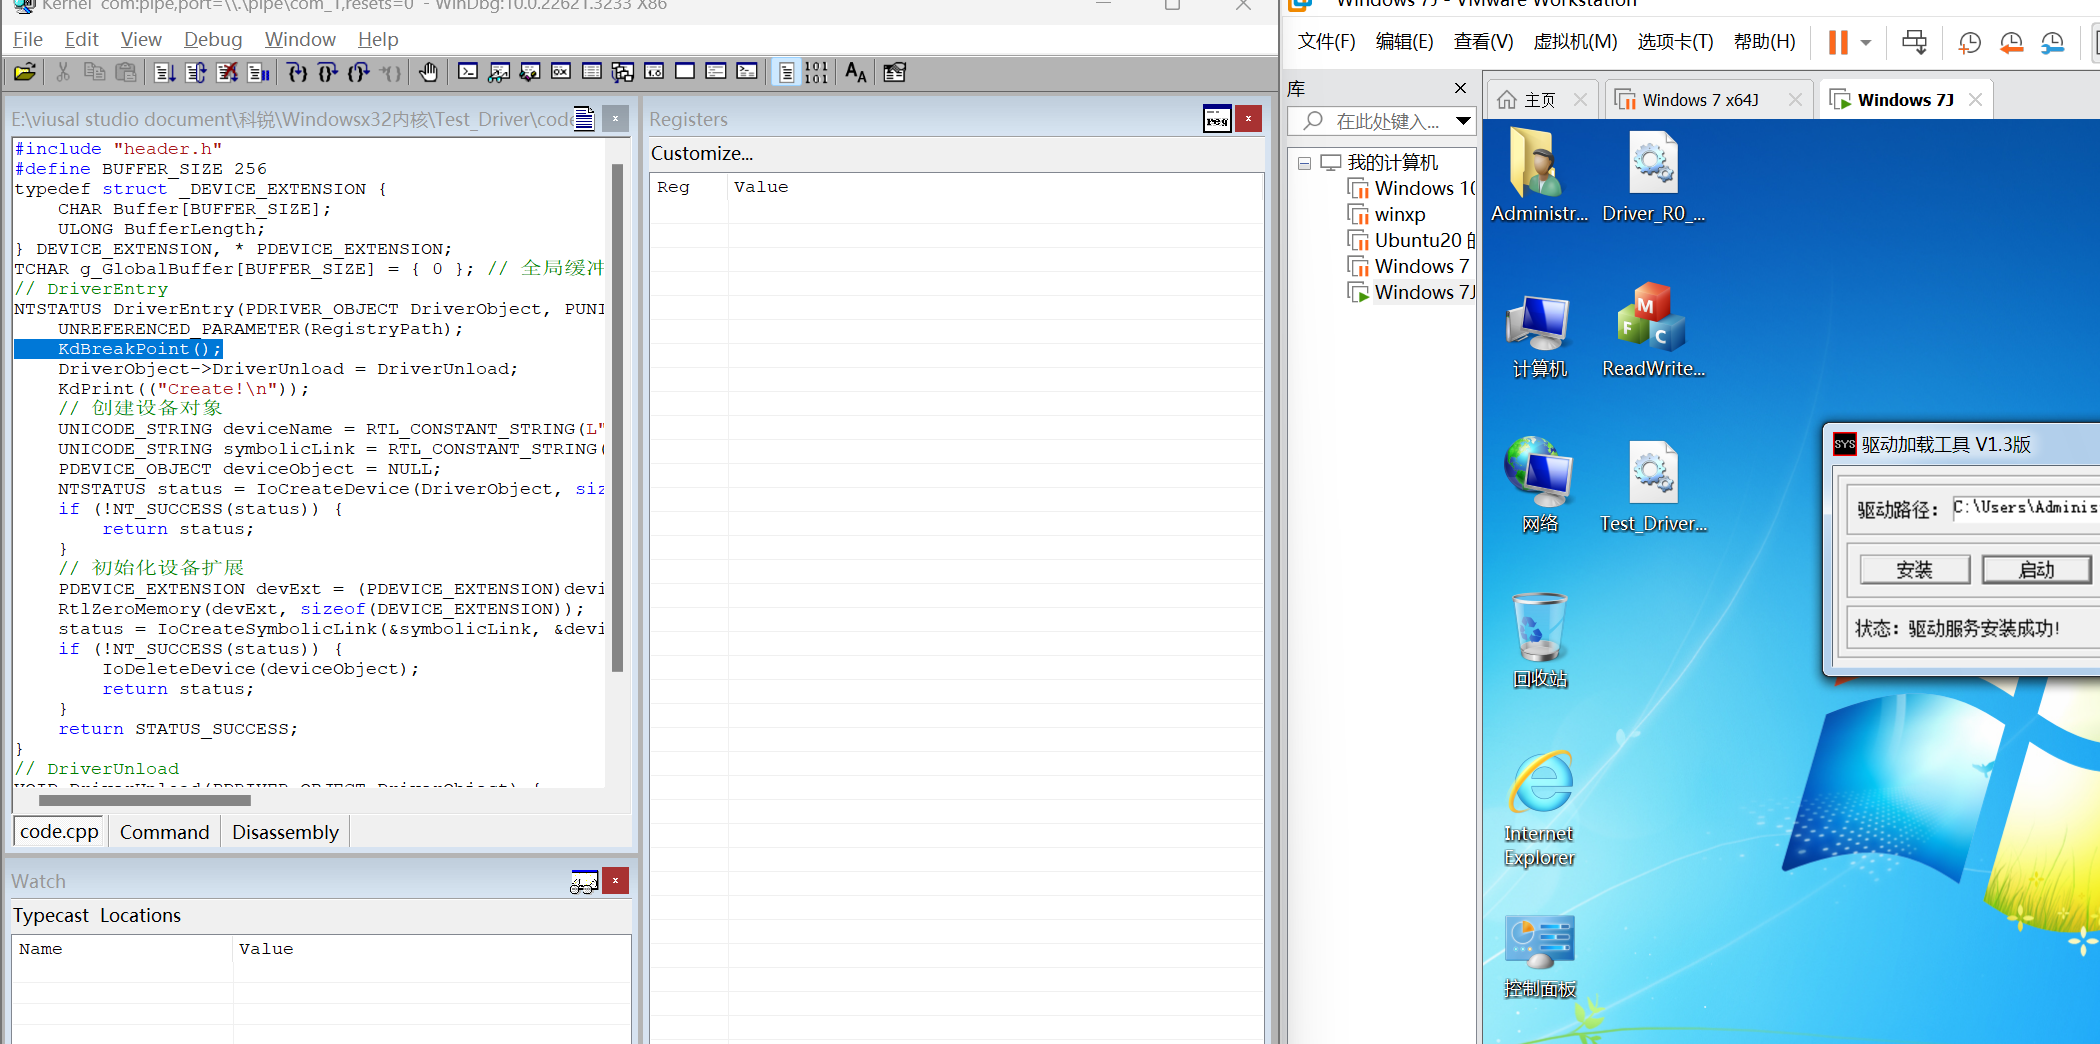 Kernel 'com:pipe,port=\\.\pipe\com_1,resets=0' - WinDbg:10.0.22621.3233 X86
File Edit View Debug Window Help
E:\viusal studio document\科锐\Windowsx32内核\Test_Driver\code
#include "header.h"
#define BUFFER_SIZE 256
typedef struct _DEVICE_EXTENSION {
CHAR Buffer[BUFFER_SIZE];
ULONG BufferLength;
} DEVICE_EXTENSION, * PDEVICE_EXTENSION;
TCHAR g_GlobalBuffer[BUFFER_SIZE] = { 0 }; // 全局缓冲
// DriverEntry
NTSTATUS DriverEntry(PDRIVER_OBJECT DriverObject, PUNI
UNREFERENCED_PARAMETER(RegistryPath);
KdBreakPoint();
DriverObject->DriverUnload = DriverUnload;
KdPrint(("Create!\n"));
// 创建设备对象
UNICODE_STRING deviceName = RTL_CONSTANT_STRING(L"
UNICODE_STRING symbolicLink = RTL_CONSTANT_STRING(
PDEVICE_OBJECT deviceObject = NULL;
NTSTATUS status = IoCreateDevice(DriverObject, siz
if (!NT_SUCCESS(status)) {
return status;
}
// 初始化设备扩展
PDEVICE_EXTENSION devExt = (PDEVICE_EXTENSION)devi
RtlZeroMemory(devExt, sizeof(DEVICE_EXTENSION));
status = IoCreateSymbolicLink(&symbolicLink, &devi
if (!NT_SUCCESS(status)) {
IoDeleteDevice(deviceObject);
return status;
}
return STATUS_SUCCESS;
}
// DriverUnload
VOID DriverUnload(PDRIVER_OBJECT DriverObject) {
code.cpp Command Disassembly
Watch
Typecast Locations
Name Value
Registers
reg
Customize...
Reg Value
Windows 7J - VMware Workstation
文件(F) 编辑(E) 查看(V) 虚拟机(M) 选项卡(T) 帮助(H)
库
在此处键入...
我的计算机
Windows 10
winxp
Ubuntu20 的
Windows 7
Windows 7J
主页 Windows 7 x64J Windows 7J
Administr... Driver_R0_...
计算机 ReadWrite...
网络 Test_Driver...
回收站
Internet
Explorer
控制面板
M
F C
SYS 驱动加载工具 V1.3版
驱动路径: C:\Users\Adminis
安装 启动
状态: 驱动服务安装成功!